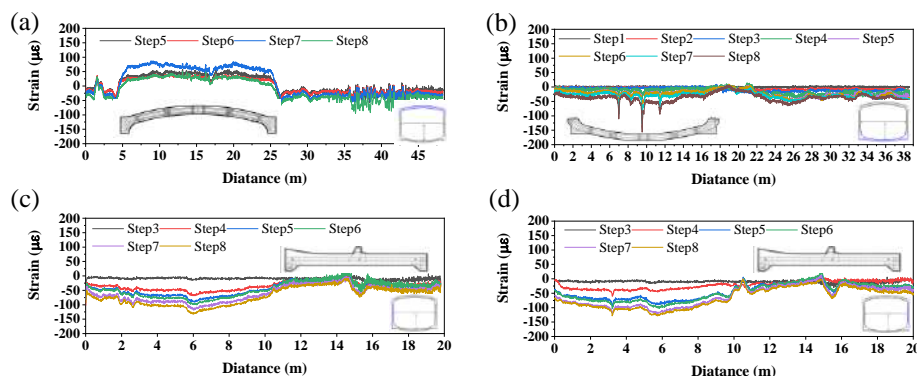 (a)
Step5 Step6 Step7 Step8
Strain (με)
200
150
100
50
0
-50
-100
-150
-200
0 5 10 15 20 25 30 35 40 45
Diatance (m)
(b)
Step1 Step2 Step3 Step4 Step5
Step6 Step7 Step8
Strain (με)
200
150
100
50
0
-50
-100
-150
-200
0 2 4 6 8 10 12 14 16 18 20 22 24 26 28 30 32 34 36 38
Diatance (m)
(c)
Step3 Step4 Step5 Step6
Step7 Step8
Strain (με)
200
150
100
50
0
-50
-100
-150
-200
0 2 4 6 8 10 12 14 16 18 20
Distance (m)
(d)
Step3 Step4 Step5 Step6
Step7 Step8
Strain (με)
200
150
100
50
0
-50
-100
-150
-200
0 2 4 6 8 10 12 14 16 18 20
Distance (m)